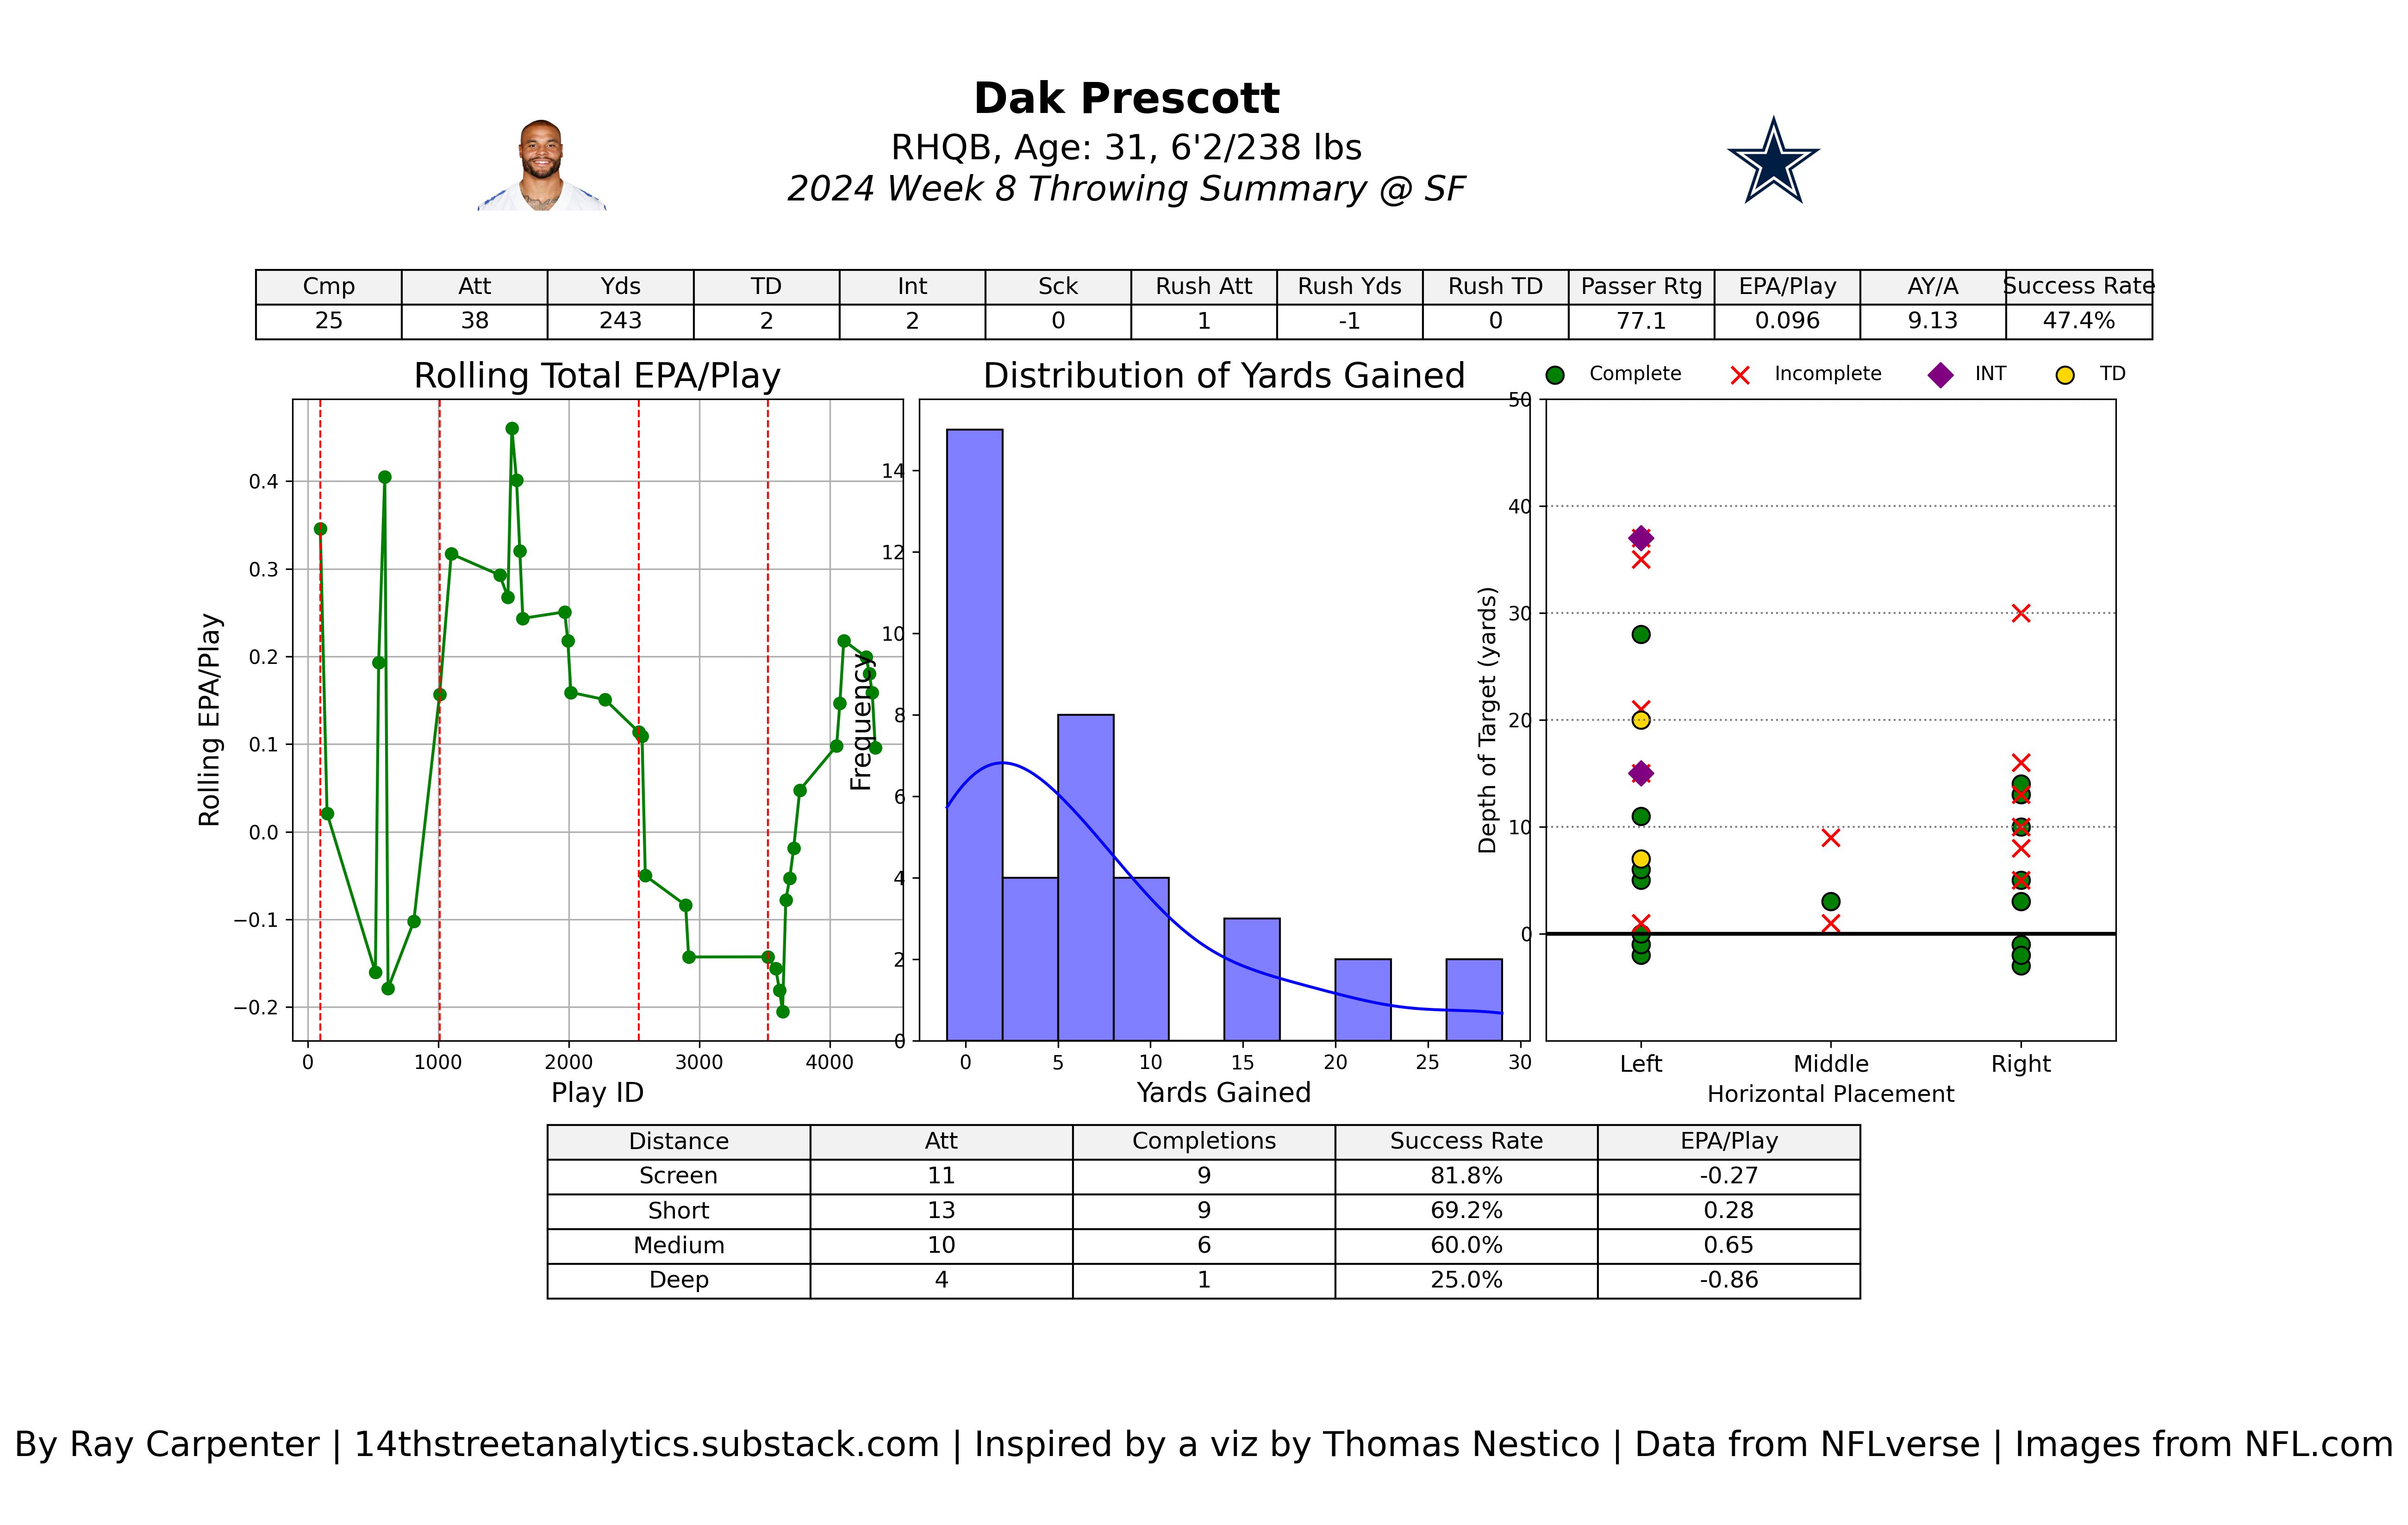 Dak Prescott
RHQB, Age: 31, 6'2/238 lbs
2024 Week 8 Throwing Summary @ SF
Cmp Att Yds TD Int Sck Rush Att Rush Yds Rush TD Passer Rtg EPA/Play AY/A Success Rate
25 38 243 2 2 0 1 -1 0 77.1 0.096 9.13 47.4%
Rolling Total EPA/Play
Rolling EPA/Play
0.4
0.3
0.2
0.1
0.0
−0.1
−0.2
0 1000 2000 3000 4000
Play ID
Distribution of Yards Gained
Frequency
14
12
10
8
6
4
2
0
0 5 10 15 20 25 30
Yards Gained
Complete Incomplete INT TD
Depth of Target (yards)
50
40
30
20
10
0
Left Middle Right
Horizontal Placement
Distance Att Completions Success Rate EPA/Play
Screen 11 9 81.8% -0.27
Short 13 9 69.2% 0.28
Medium 10 6 60.0% 0.65
Deep 4 1 25.0% -0.86
By Ray Carpenter | 14thstreetanalytics.substack.com | Inspired by a viz by Thomas Nestico | Data from NFLverse | Images from NFL.com